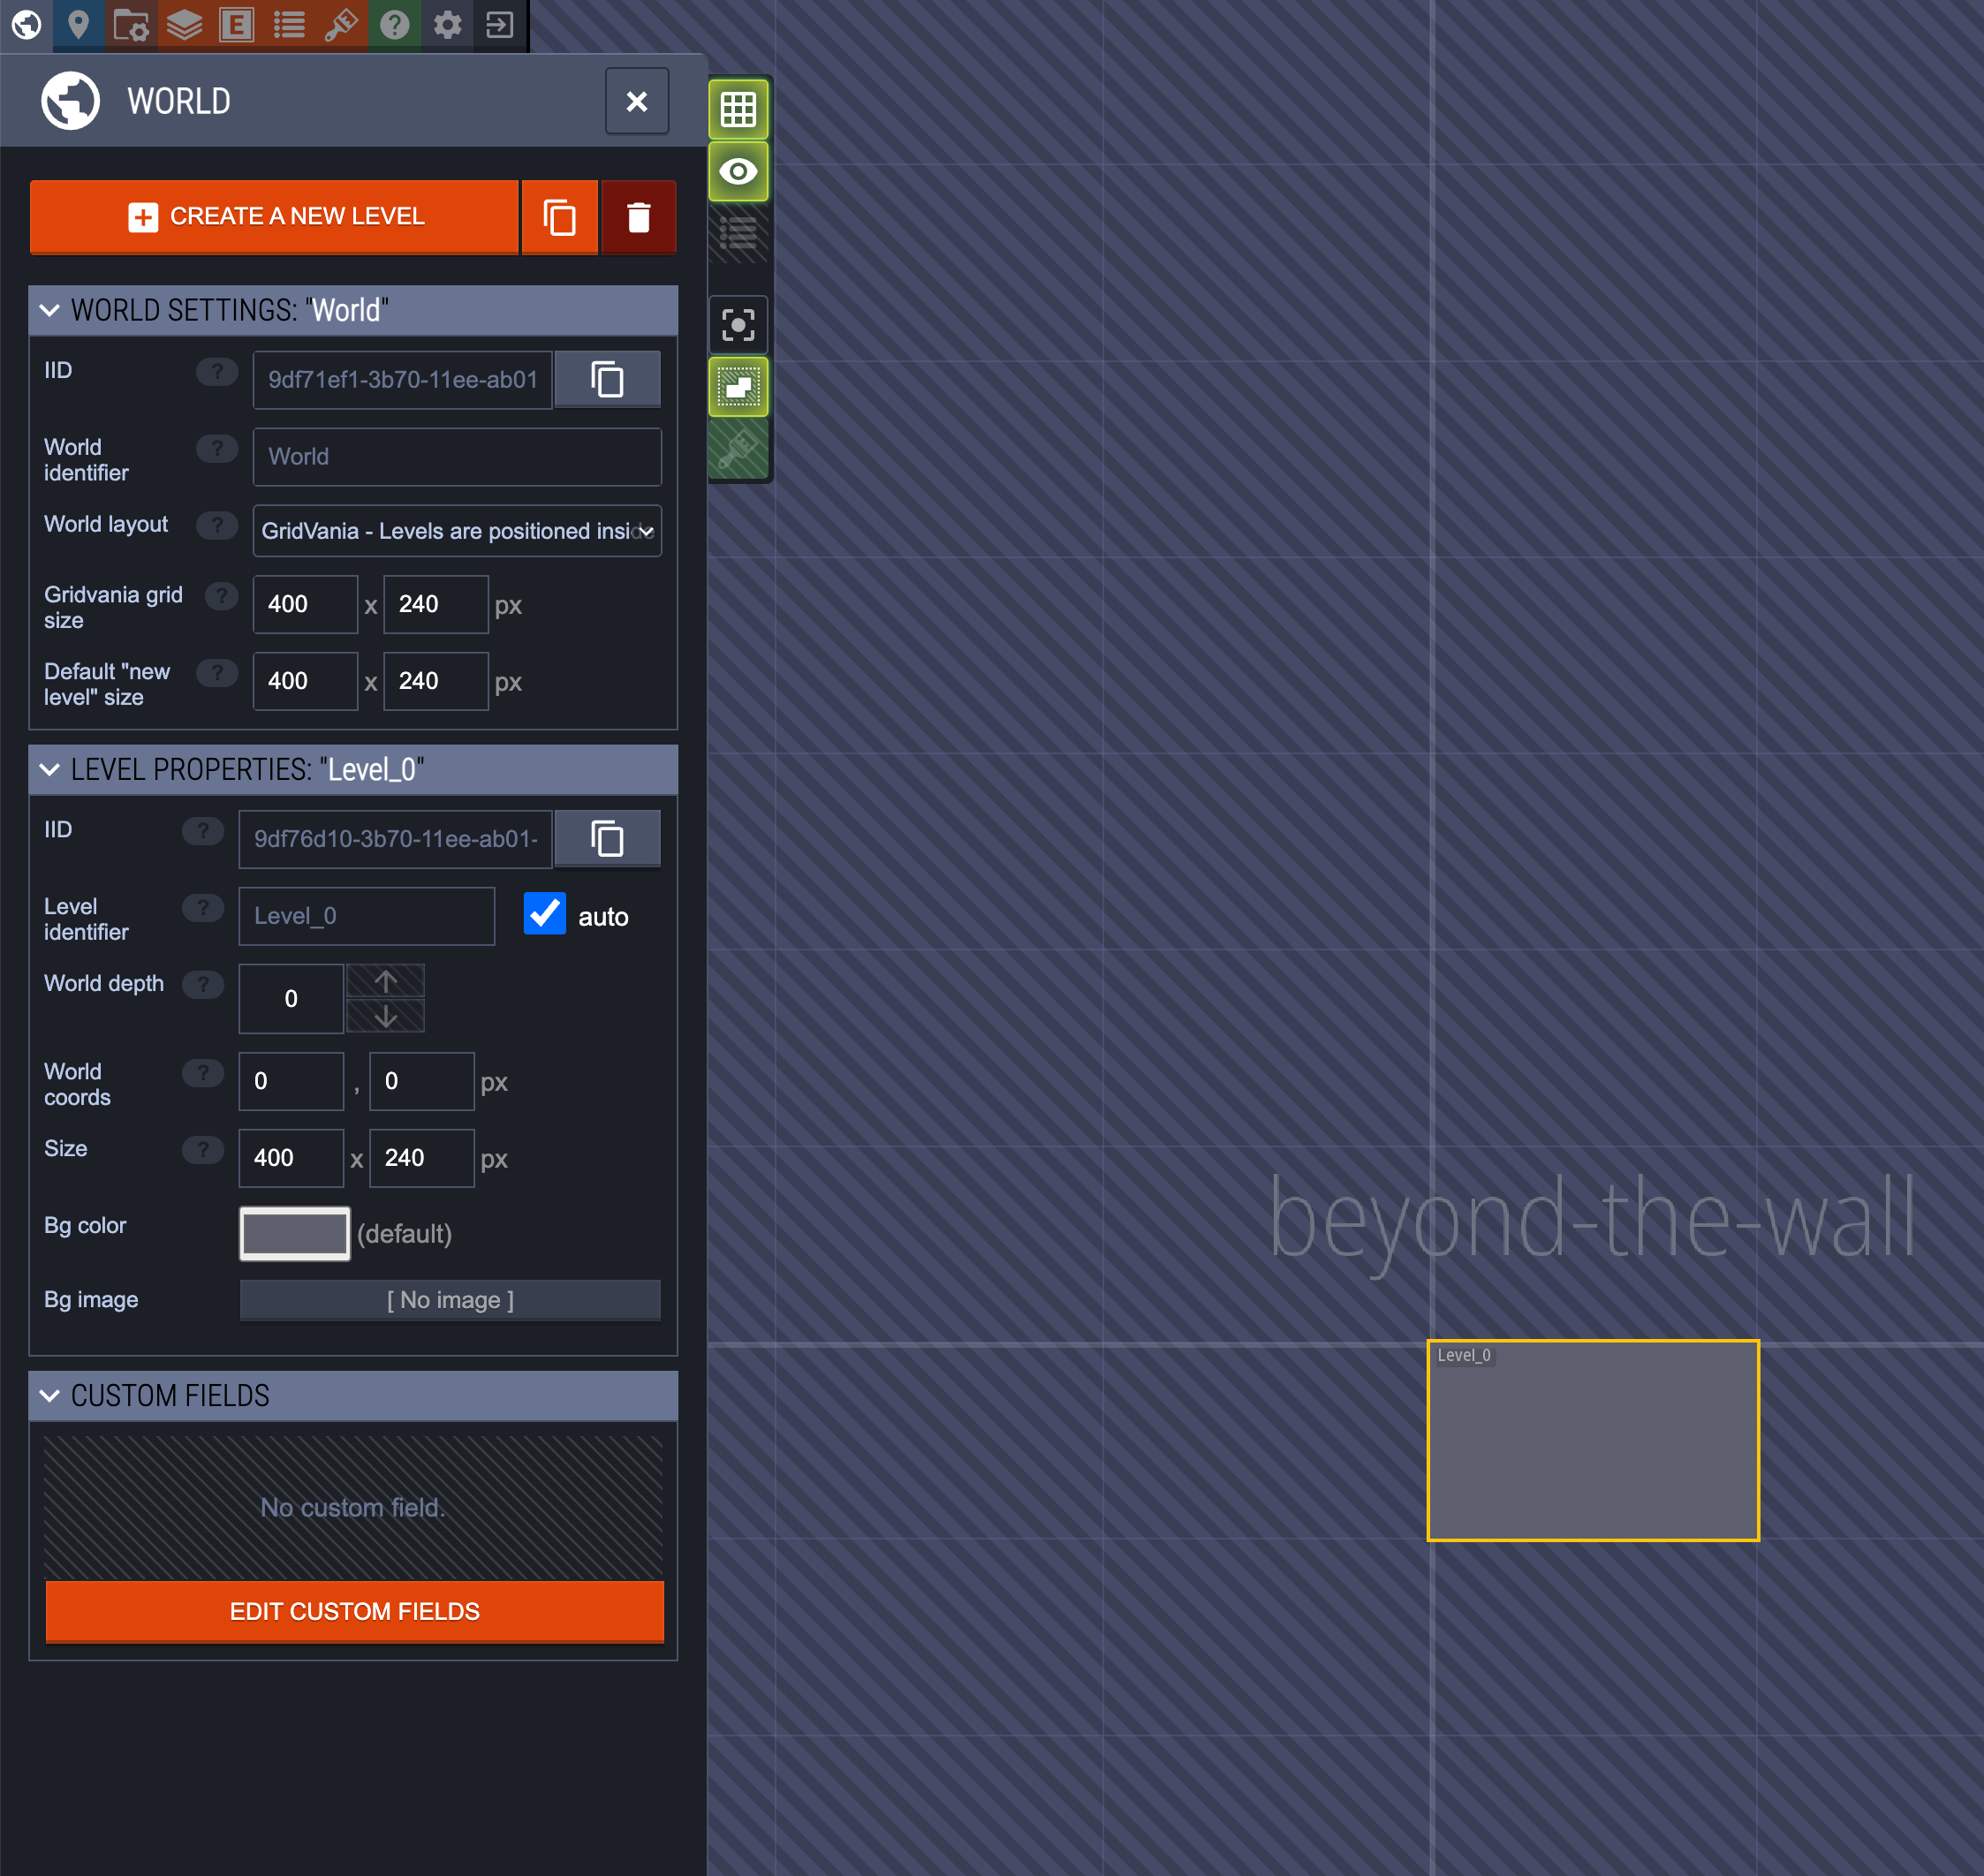 E
?
WORLD
CREATE A NEW LEVEL
WORLD SETTINGS: "World"
IID
?
9df71ef1-3b70-11ee-ab01
World
identifier
?
World
World layout
?
GridVania - Levels are positioned inside
Gridvania grid
size
?
400 x 240 px
Default "new
level" size
?
400 x 240 px
LEVEL PROPERTIES: "Level_0"
IID
?
9df76d10-3b70-11ee-ab01-
Level
identifier
?
Level_0
auto
World depth
?
0
World
coords
?
0 , 0 px
Size
?
400 x 240 px
Bg color
(default)
Bg image
[ No image ]
CUSTOM FIELDS
No custom field.
EDIT CUSTOM FIELDS
beyond-the-wall
Level_0